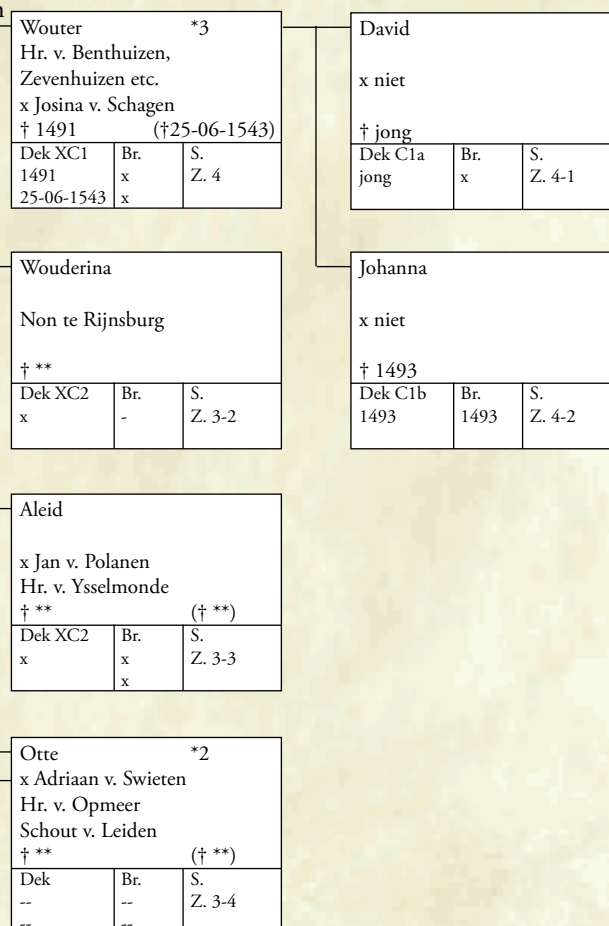 Wouter *3
Hr. v. Benthuizen,
Zevenhuizen etc.
x Josina v. Schagen
† 1491 (†25-06-1543)
Dek XC1 Br. S.
1491 x Z. 4
25-06-1543 x
David
x niet
† jong
Dek C1a Br. S.
jong x Z. 4-1
Wouderina
Non te Rijnsburg
† **
Dek XC2 Br. S.
x - Z. 3-2
Johanna
x niet
† 1493
Dek C1b Br. S.
1493 1493 Z. 4-2
Aleid
x Jan v. Polanen
Hr. v. Ysselmonde
† ** († **)
Dek XC2 Br. S.
x x Z. 3-3
x
Otte *2
x Adriaan v. Swieten
Hr. v. Opmeer
Schout v. Leiden
† ** († **)
Dek Br. S.
-- -- Z. 3-4
-- --